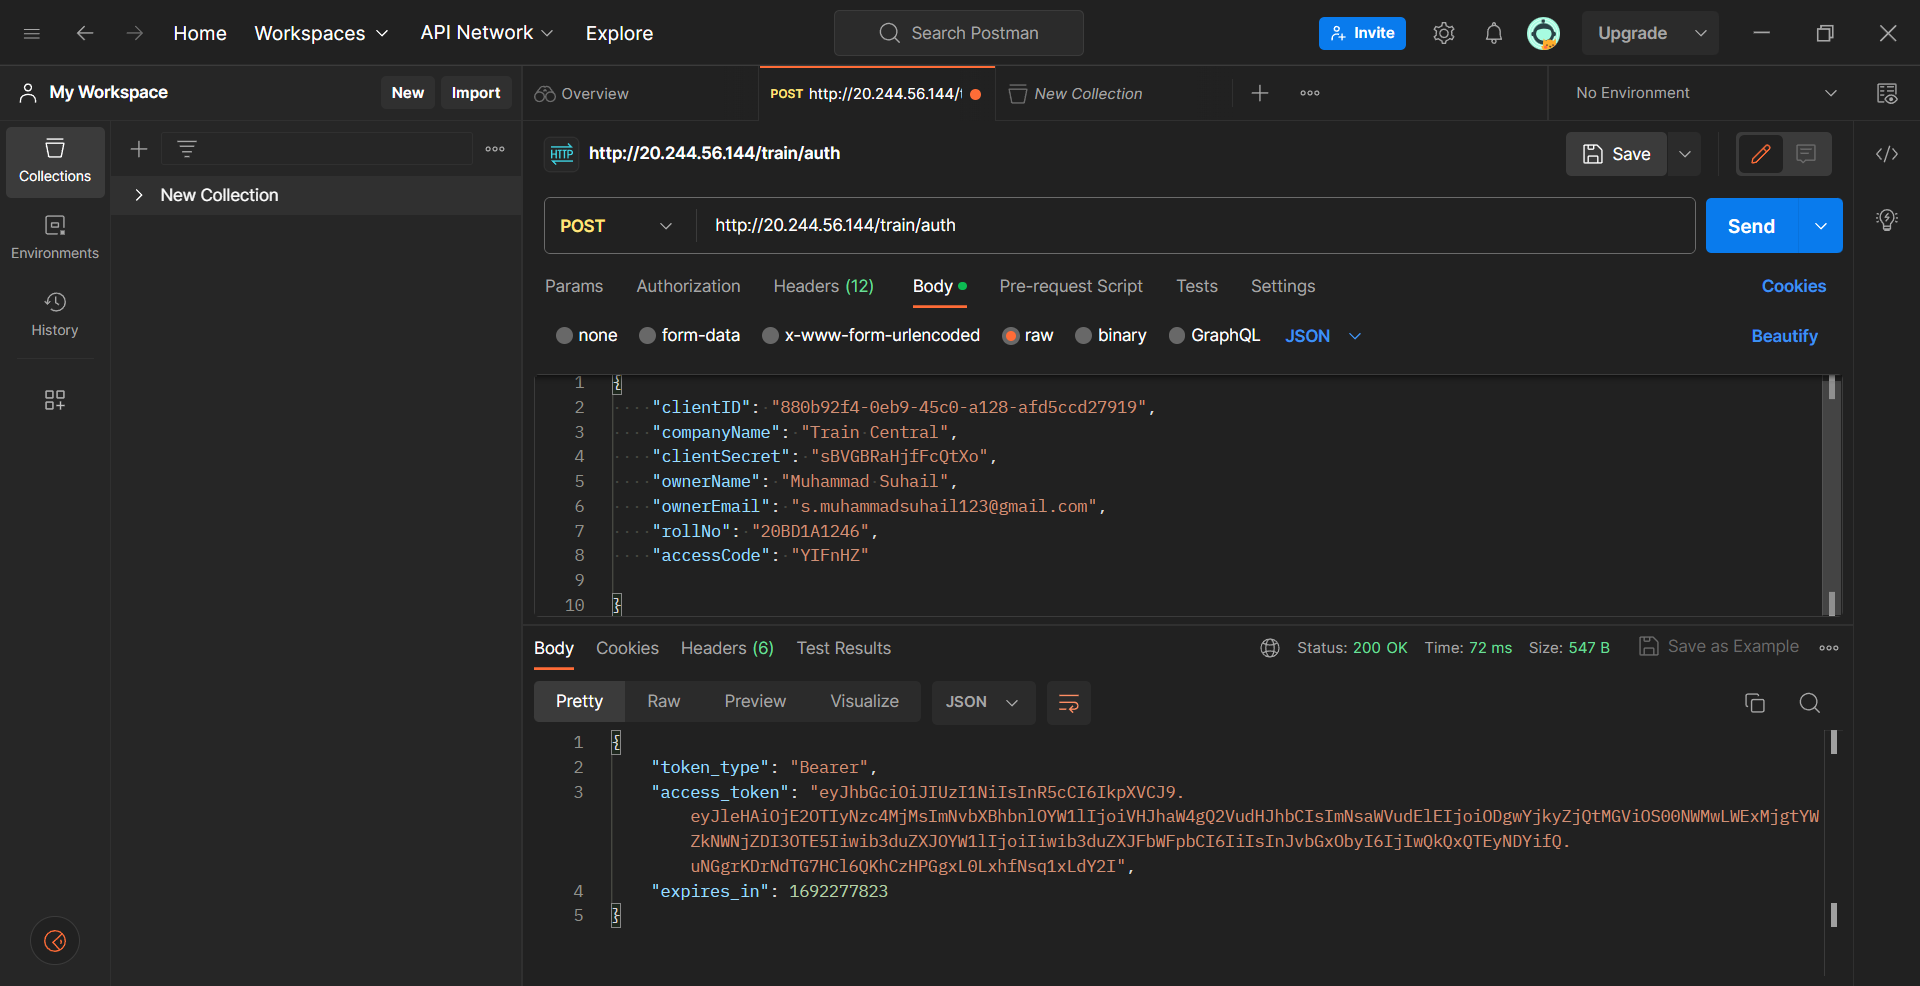 Home
Workspaces
API Network
Explore
Search Postman
Invite
Upgrade
My Workspace
New
Import
Overview
POST http://20.244.56.144/t
New Collection
No Environment
Collections
Environments
History
New Collection
HTTP
http://20.244.56.144/train/auth
Save
POST
http://20.244.56.144/train/auth
Send
Params
Authorization
Headers (12)
Body
Pre-request Script
Tests
Settings
Cookies
none
form-data
x-www-form-urlencoded
raw
binary
GraphQL
JSON
Beautify
1 {
2 "clientID": "880b92f4-0eb9-45c0-a128-afd5ccd27919",
3 "companyName": "Train Central",
4 "clientSecret": "sBVGBRaHjfFcQtXo",
5 "ownerName": "Muhammad Suhail",
6 "ownerEmail": "s.muhammadsuhail123@gmail.com",
7 "rollNo": "20BD1A1246",
8 "accessCode": "YIFnHZ"
9
10 }
Body
Cookies
Headers (6)
Test Results
Status: 200 OK
Time: 72 ms
Size: 547 B
Save as Example
Pretty
Raw
Preview
Visualize
JSON
1 {
2 "token_type": "Bearer",
3 "access_token": "eyJhbGciOiJIUzI1NiIsInR5cCI6IkpXVCJ9.
eyJleHAiOjE2OTIyNzc4MjMsImNvbXBhbnlOYW1lIjoiVHJhaW4gQ2VudHJhbCIsImNsaWVudElEIjoiODgwYjkyZjQtMGViOS00NWMwLWExMjgtYW
ZkNWNjZDI3OTE5Iiwib3duZXJOYW1lIjoiIiwib3duZXJFbWFpbCI6IiIsInJvbGxObyI6IjIwQkQxQTEyNDYifQ.
uNGgrKDrNdTG7HCl6QKhCzHPGgxL0LxhfNsq1xLdY2I",
4 "expires_in": 1692277823
5 }